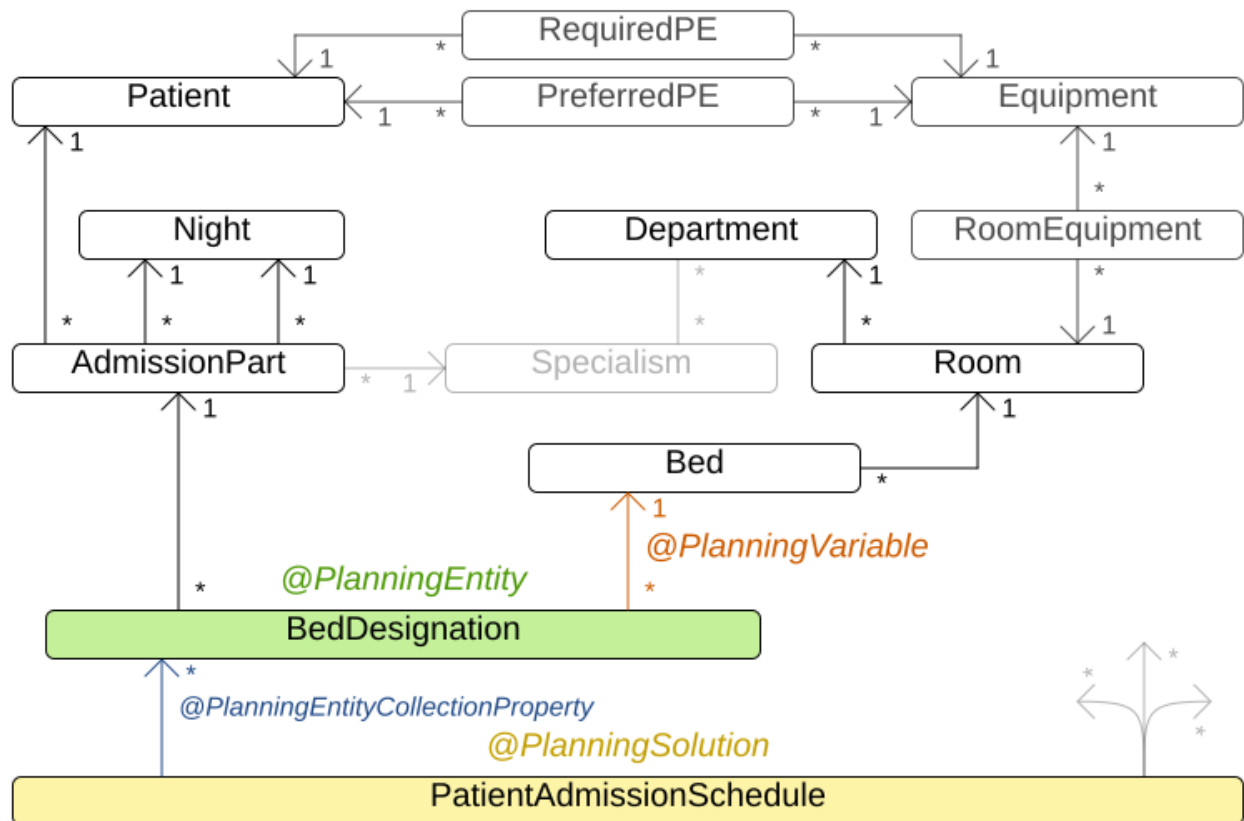 RequiredPE
* *
1 1
Patient PreferredPE Equipment
1 * * 1
1 1
*
Night Department RoomEquipment
1 1 * 1 *
* * * * * 1
AdmissionPart Specialism Room
* 1
1 1
Bed
*
1
@PlanningVariable
@PlanningEntity
* *
BedDesignation
* * *
@PlanningEntityCollectionProperty
*
@PlanningSolution
PatientAdmissionSchedule